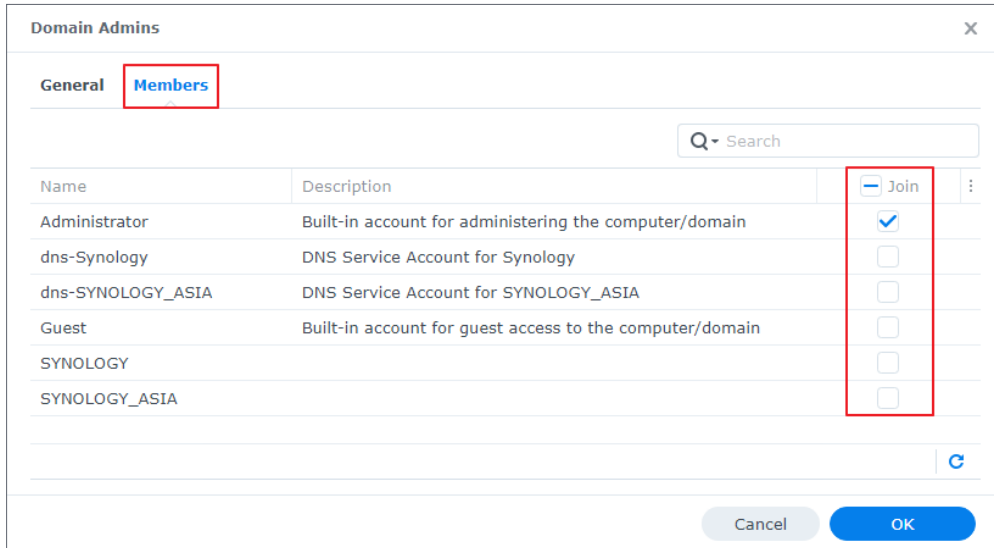 Domain Admins
General Members
Search
Name Description Join
Administrator Built-in account for administering the computer/domain
dns-Synology DNS Service Account for Synology
dns-SYNOLOGY_ASIA DNS Service Account for SYNOLOGY_ASIA
Guest Built-in account for guest access to the computer/domain
SYNOLOGY
SYNOLOGY_ASIA
Cancel OK